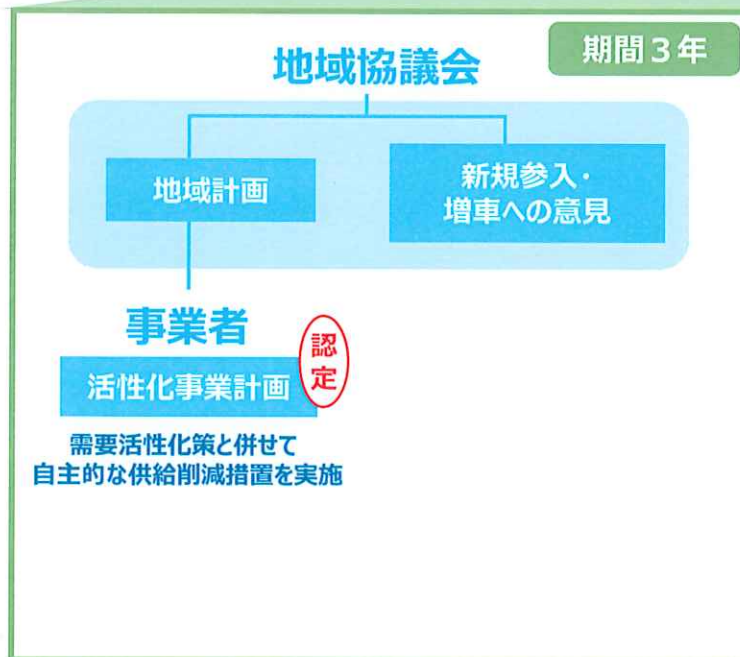 期間3年
地域協議会
地域計画
新規参入・
増車への意見
事業者
認
定
活性化事業計画
需要活性化策と併せて
自主的な供給削減措置を実施